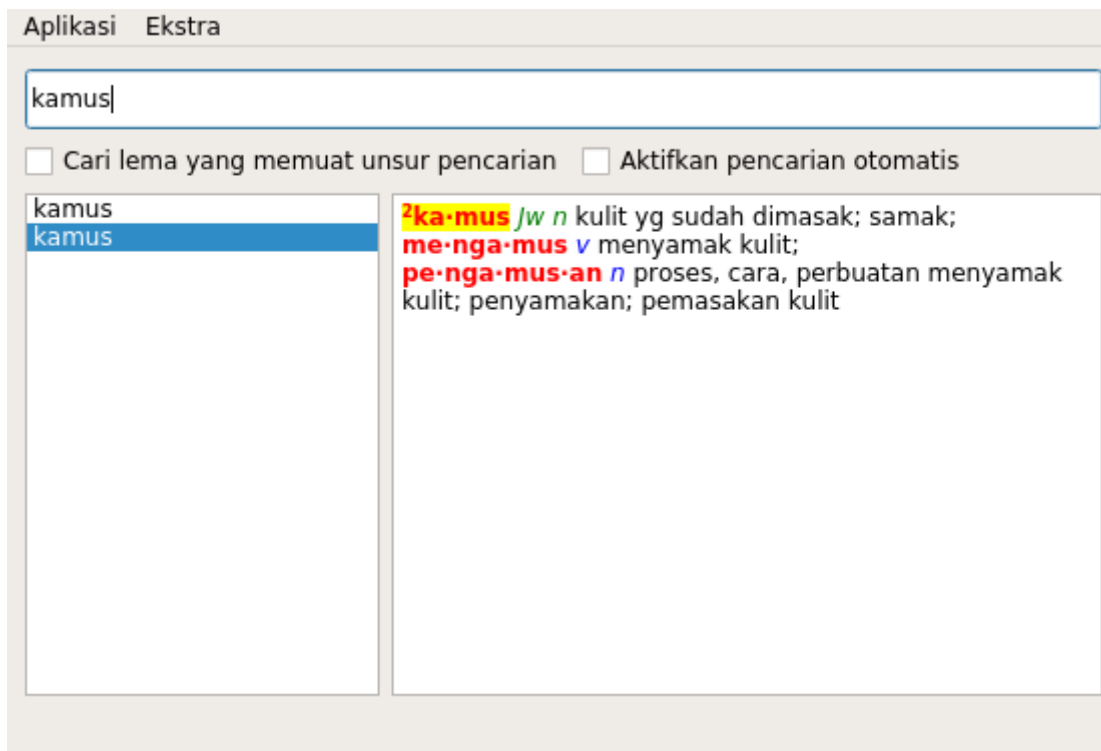 Aplikasi Ekstra
kamus
Cari lema yang memuat unsur pencarian Aktifkan pencarian otomatis
kamus
kamus
²ka·mus Jw n kulit yg sudah dimasak; samak;
me·nga·mus v menyamak kulit;
pe·nga·mus·an n proses, cara, perbuatan menyamak
kulit; penyamakan; pemasakan kulit